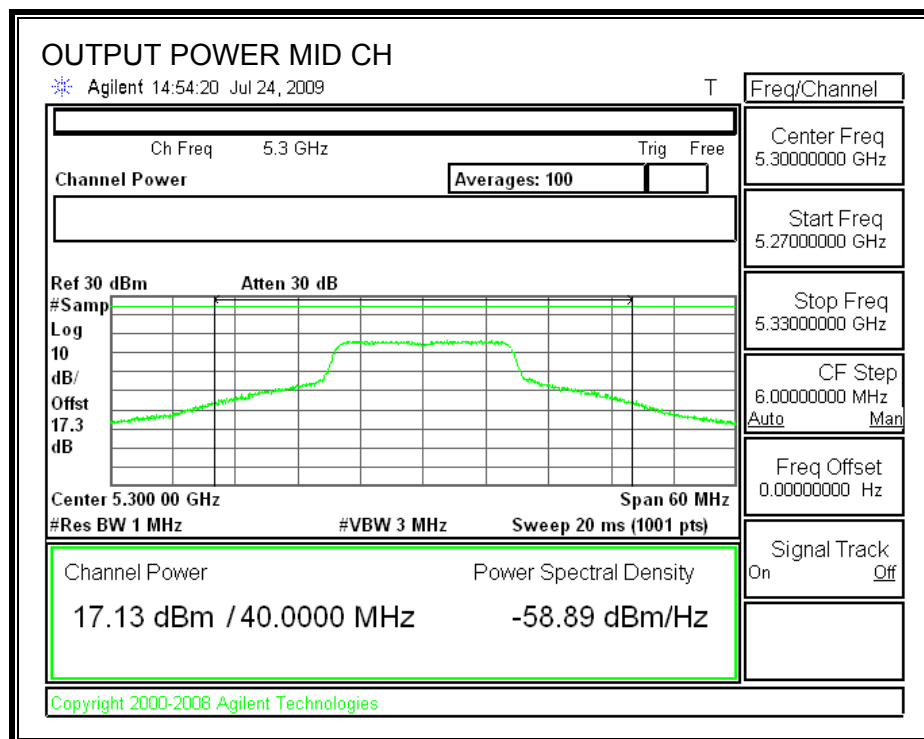 OUTPUT POWER MID CH
Agilent 14:54:20 Jul 24, 2009 T
Freq/Channel
Ch Freq 5.3 GHz Trig Free
Channel Power Averages: 100
Center Freq
5.30000000 GHz
Start Freq
5.27000000 GHz
Stop Freq
5.33000000 GHz
CF Step
6.00000000 MHz
Auto Man
Freq Offset
0.00000000 Hz
Signal Track
On Off
Ref 30 dBm Atten 30 dB
#Samp
Log
10
dB/
Offst
17.3
dB
Center 5.300 00 GHz Span 60 MHz
#Res BW 1 MHz #VBW 3 MHz Sweep 20 ms (1001 pts)
Channel Power Power Spectral Density
17.13 dBm / 40.0000 MHz -58.89 dBm/Hz
Copyright 2000-2008 Agilent Technologies